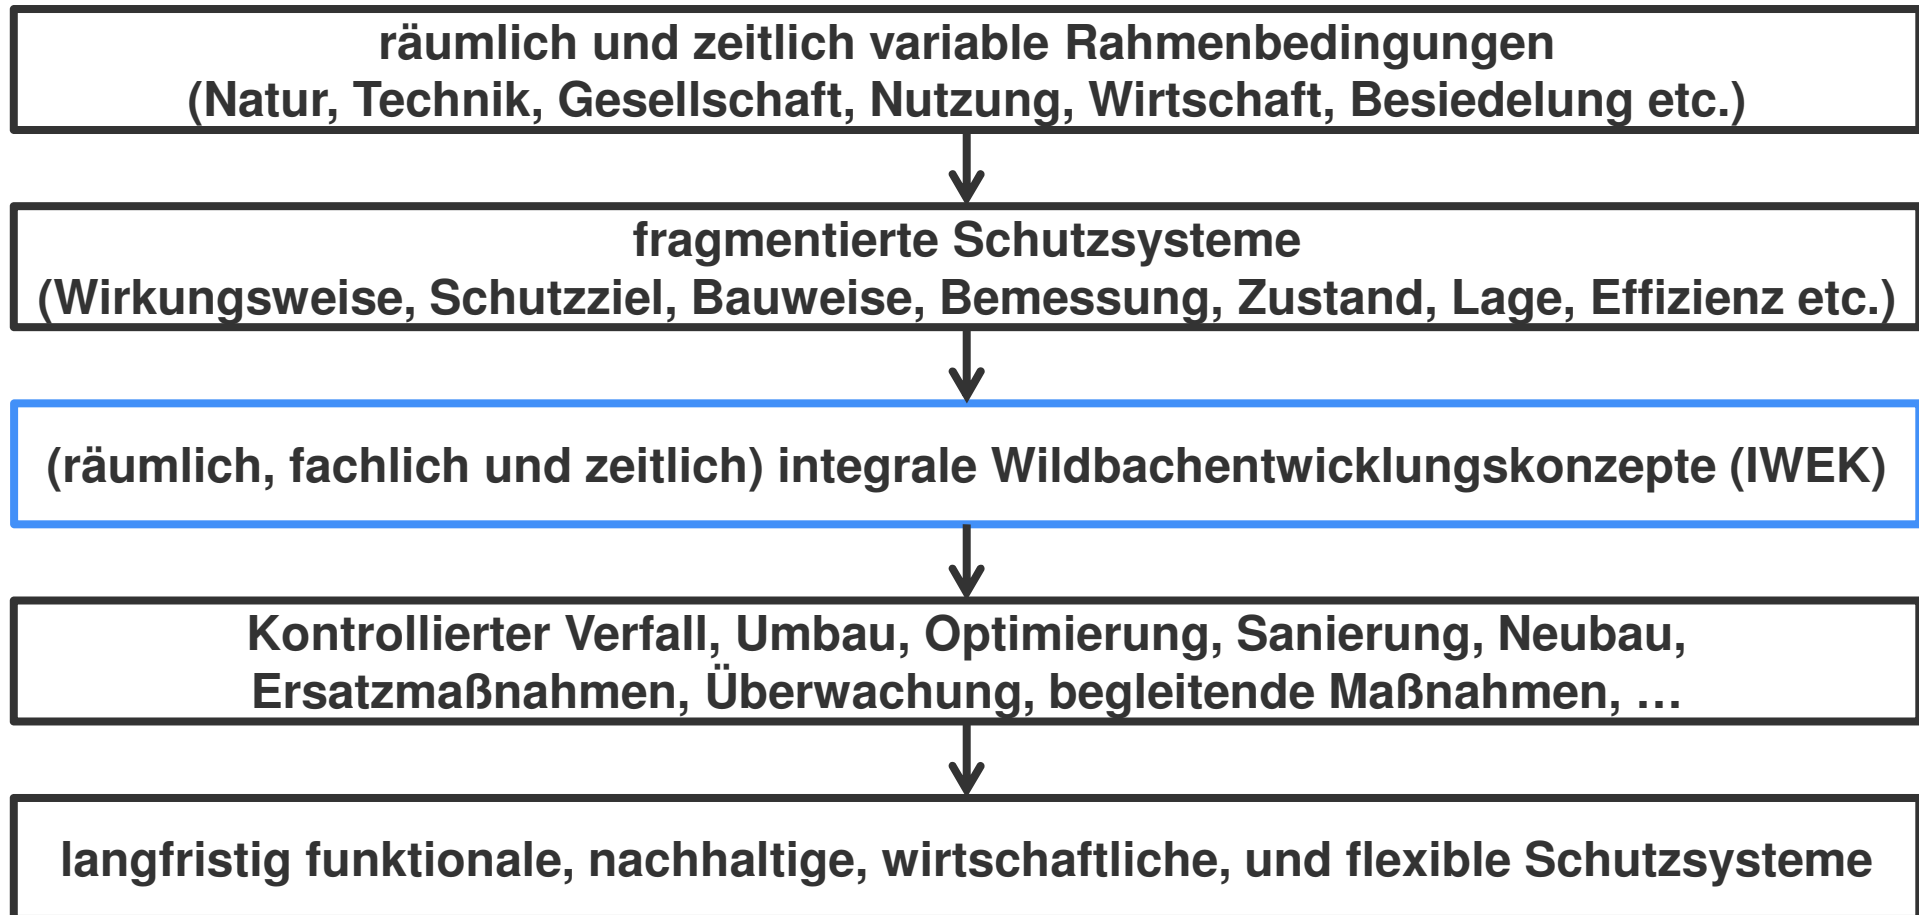 räumlich und zeitlich variable Rahmenbedingungen
(Natur, Technik, Gesellschaft, Nutzung, Wirtschaft, Besiedelung etc.)
fragmentierte Schutzsysteme
(Wirkungsweise, Schutzziel, Bauweise, Bemessung, Zustand, Lage, Effizienz etc.)
(räumlich, fachlich und zeitlich) integrale Wildbachentwicklungskonzepte (IWEK)
Kontrollierter Verfall, Umbau, Optimierung, Sanierung, Neubau,
Ersatzmaßnahmen, Überwachung, begleitende Maßnahmen, …
langfristig funktionale, nachhaltige, wirtschaftliche, und flexible Schutzsysteme